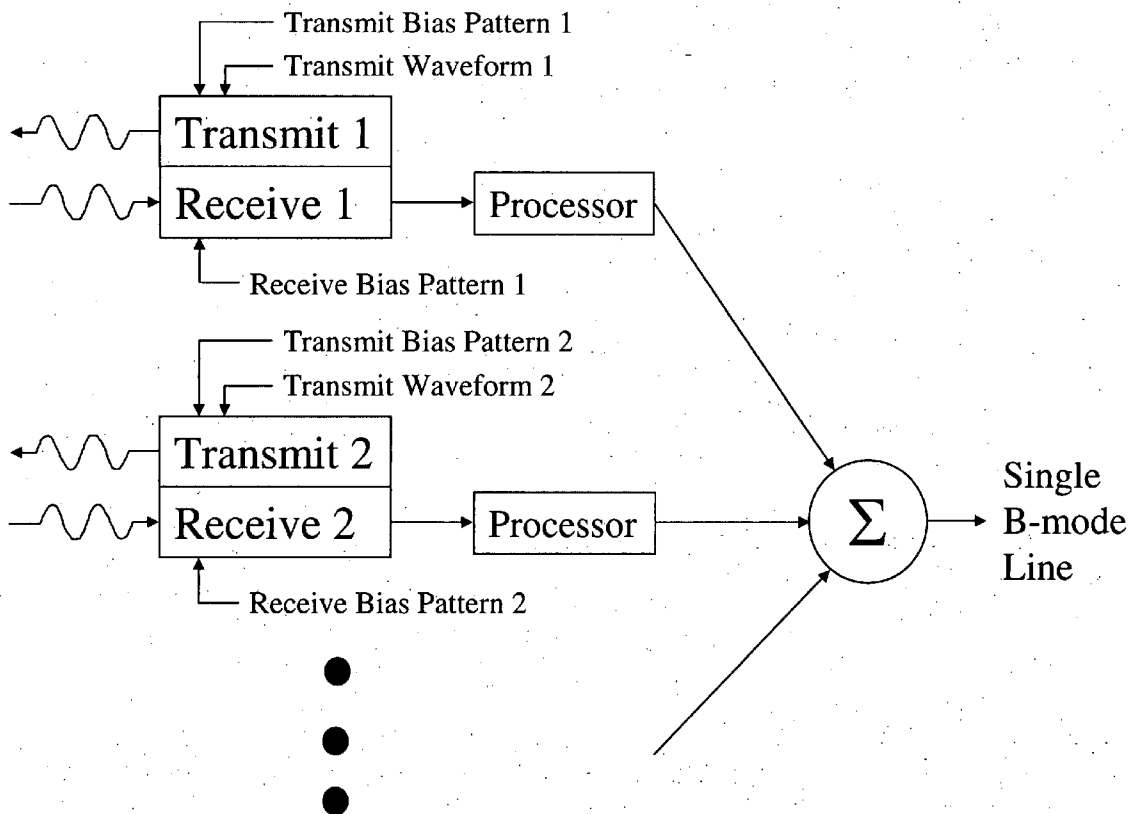 Transmit Bias Pattern 1
Transmit Waveform 1
Transmit 1
Receive 1
Processor
Receive Bias Pattern 1
Transmit Bias Pattern 2
Transmit Waveform 2
Transmit 2
Receive 2
Processor
Receive Bias Pattern 2
Σ
Single
B-mode
Line